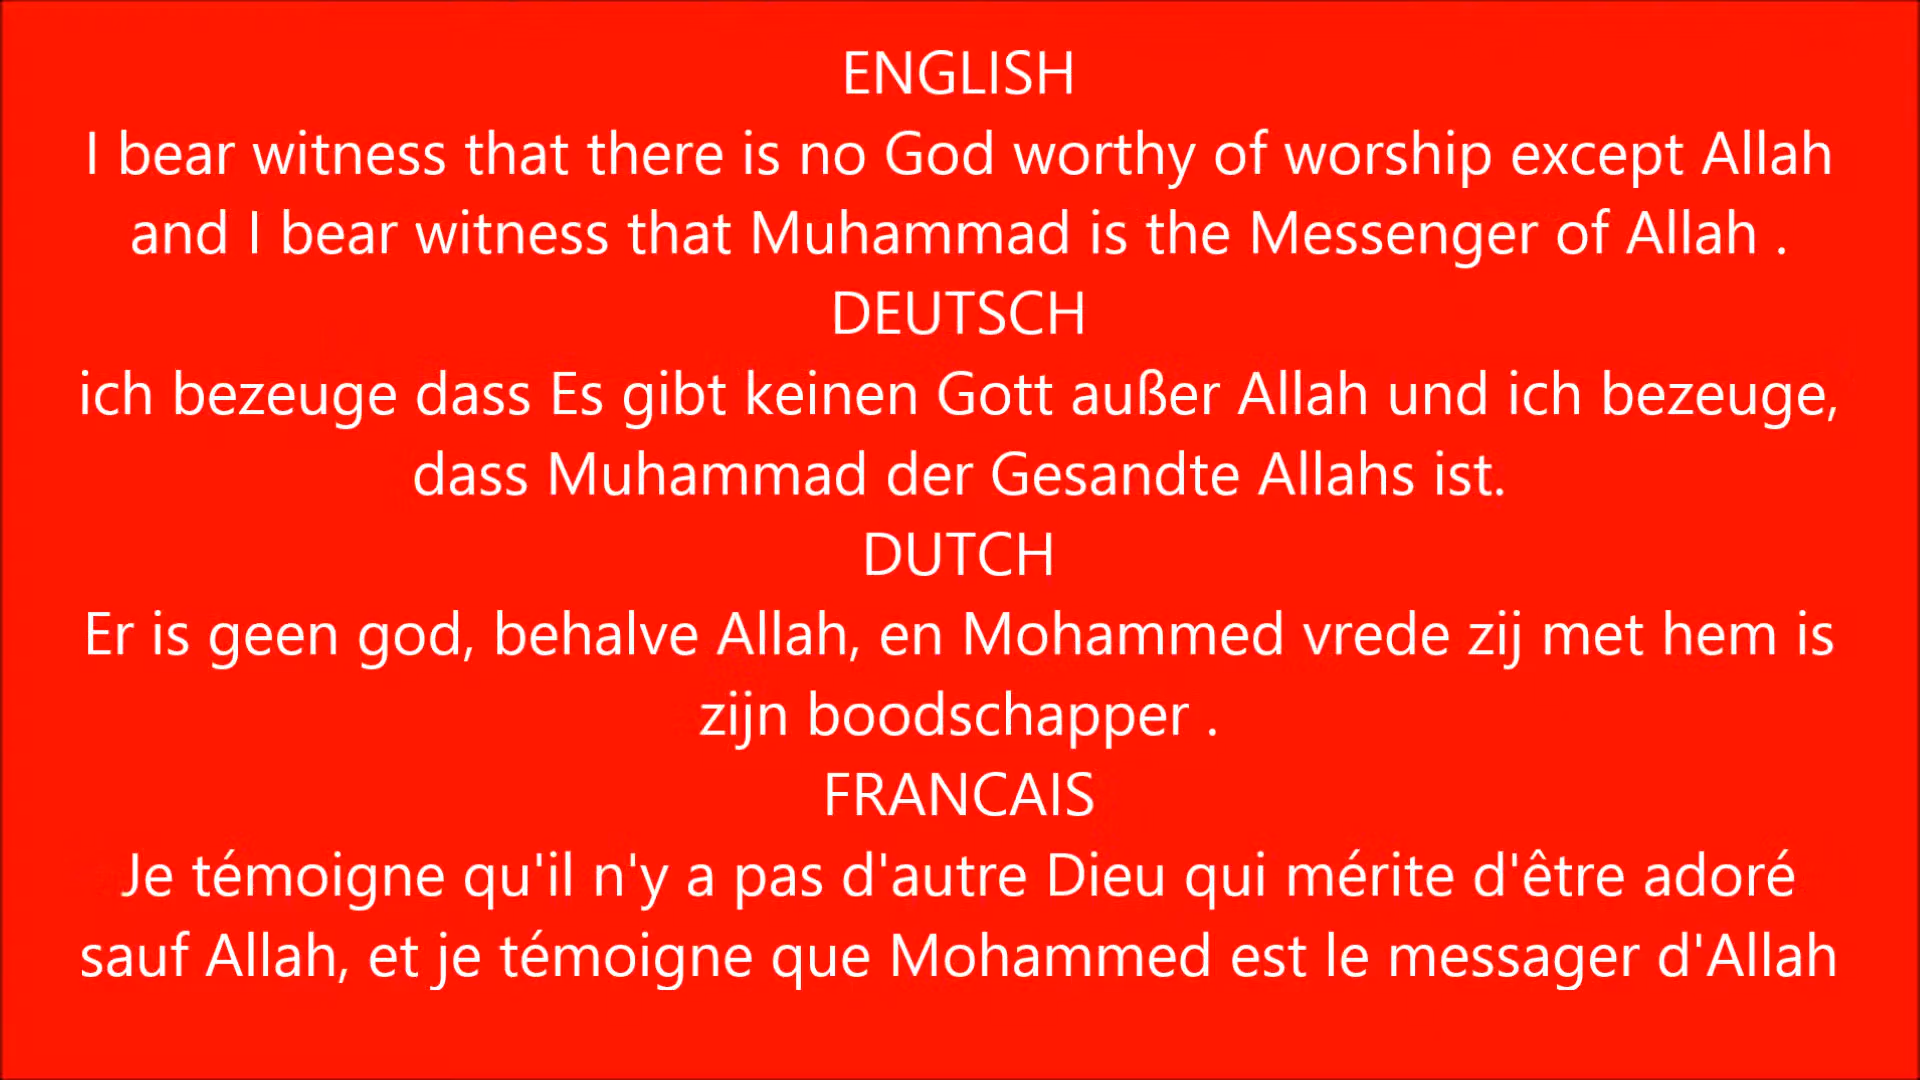 ENGLISH
I bear witness that there is no God worthy of worship except Allah
and I bear witness that Muhammad is the Messenger of Allah .
DEUTSCH
ich bezeuge dass Es gibt keinen Gott außer Allah und ich bezeuge,
dass Muhammad der Gesandte Allahs ist.
DUTCH
Er is geen god, behalve Allah, en Mohammed vrede zij met hem is
zijn boodschapper .
FRANCAIS
Je témoigne qu'il n'y a pas d'autre Dieu qui mérite d'être adoré
sauf Allah, et je témoigne que Mohammed est le messager d'Allah